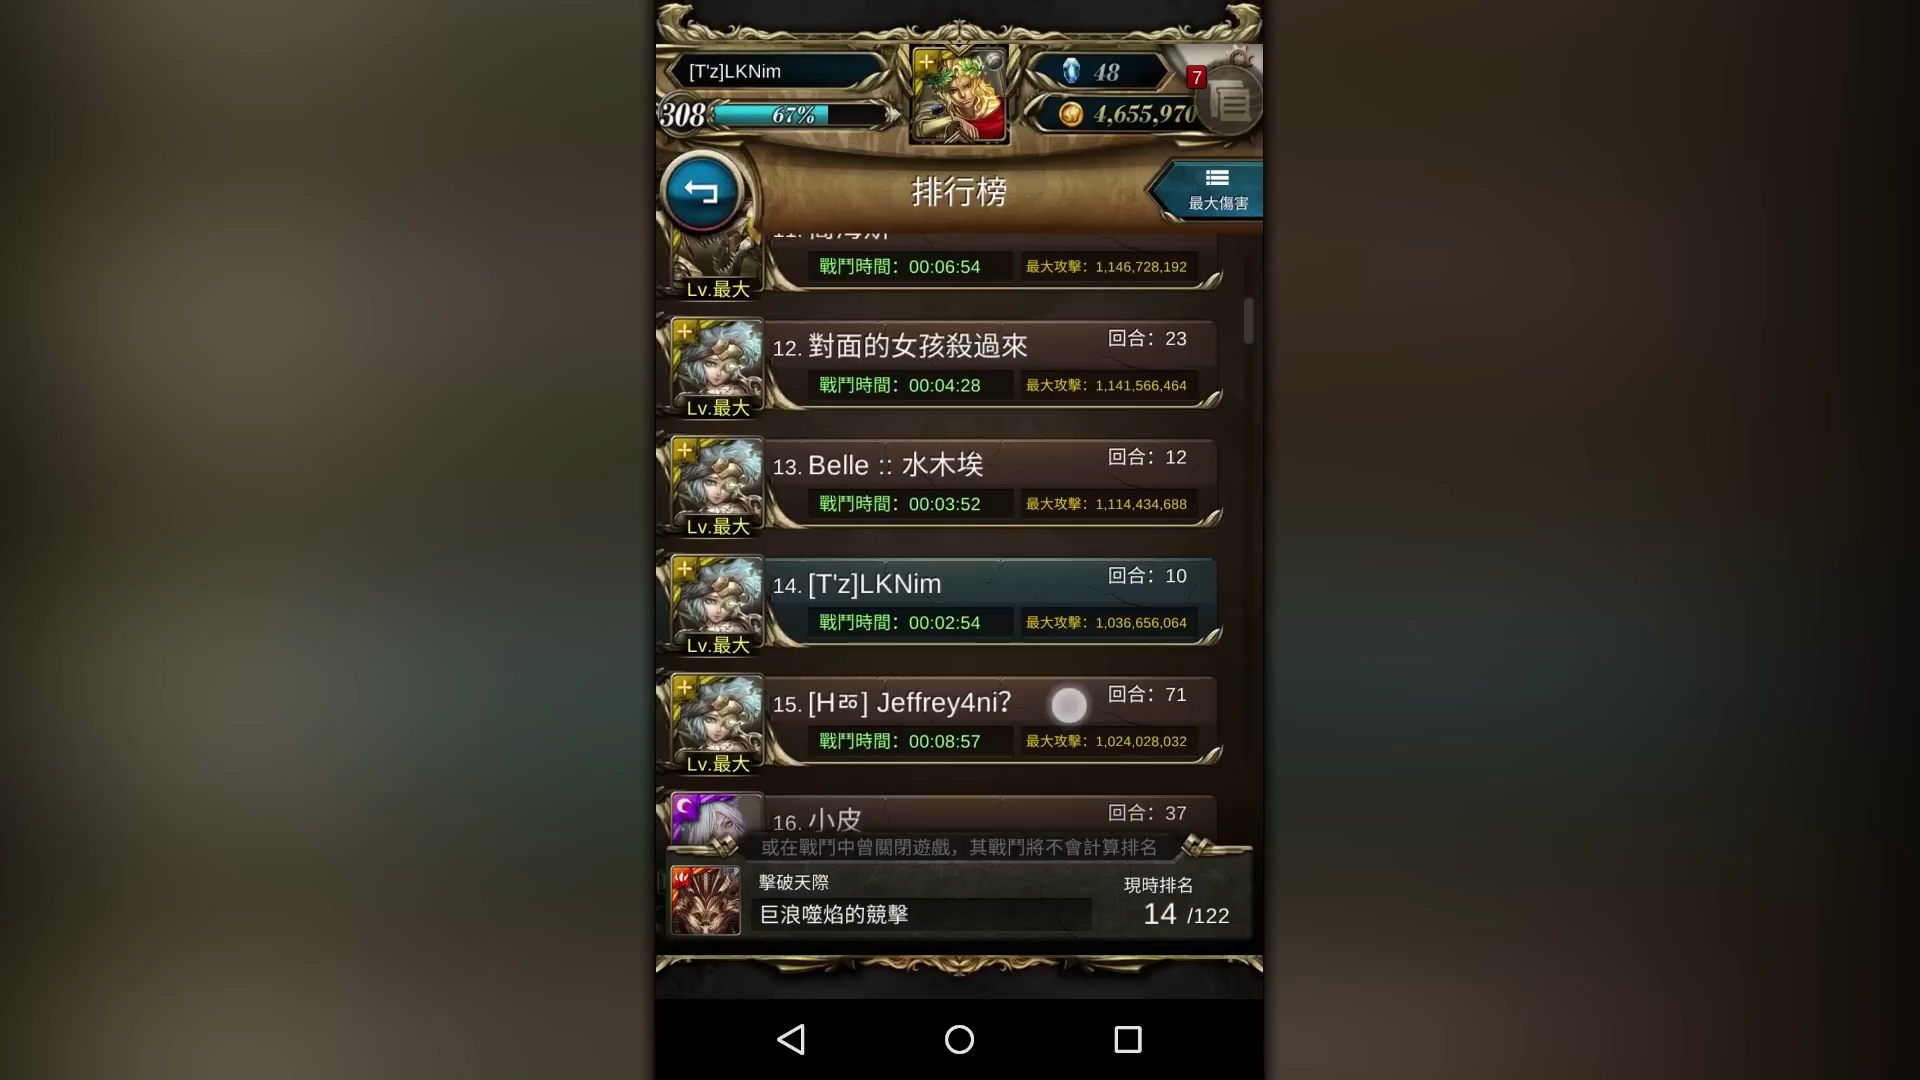 [T'z]LKNim
48
7
308
67%
4,655,970
排行榜
最大傷害
11.
戰鬥時間：00:06:54
最大攻擊：1,146,728,192
Lv.最大
12. 對面的女孩殺過來
回合：23
戰鬥時間：00:04:28
最大攻擊：1,141,566,464
Lv.最大
13. Belle :: 水木埃
回合：12
戰鬥時間：00:03:52
最大攻擊：1,114,434,688
Lv.最大
14. [T'z]LKNim
回合：10
戰鬥時間：00:02:54
最大攻擊：1,036,656,064
Lv.最大
15. [Hㄹ] Jeffrey4ni?
回合：71
戰鬥時間：00:08:57
最大攻擊：1,024,028,032
Lv.最大
16. 小皮
回合：37
或在戰鬥中曾關閉遊戲，其戰鬥將不會計算排名
擊破天際
現時排名
巨浪噬焰的競擊
14 /122